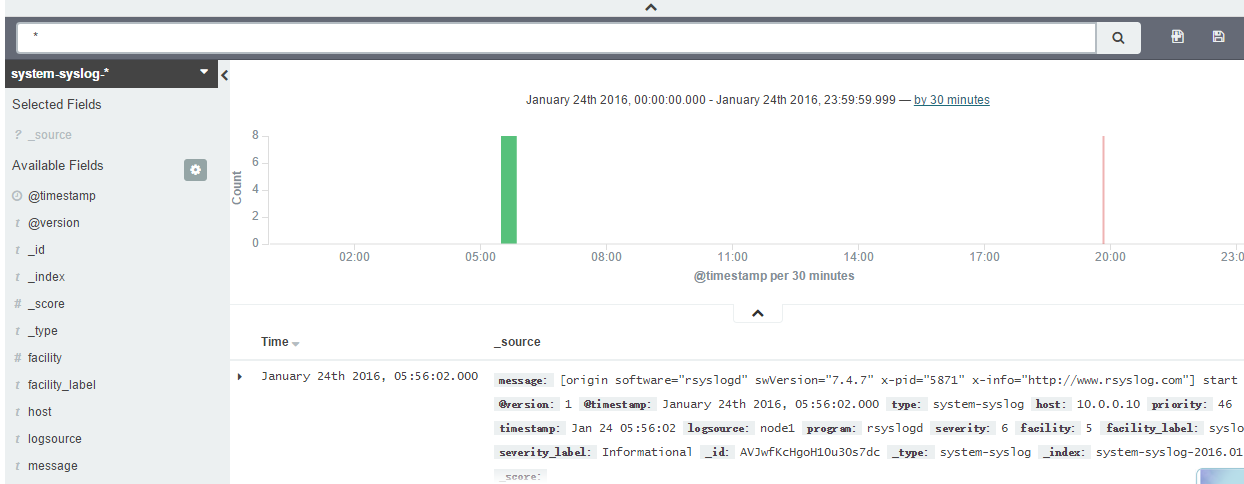 *
system-syslog-*
Selected Fields
? _source
Available Fields
@timestamp
t @version
t _id
t _index
# _score
t _type
# facility
t facility_label
t host
t logsource
t message
January 24th 2016, 00:00:00.000 - January 24th 2016, 23:59:59.999 — by 30 minutes
Count
8
6
4
2
0
02:00 05:00 08:00 11:00 14:00 17:00 20:00 23:00
@timestamp per 30 minutes
Time _source
January 24th 2016, 05:56:02.000
message: [origin software="rsyslogd" swVersion="7.4.7" x-pid="5871" x-info="http://www.rsyslog.com"] start
@version: 1 @timestamp: January 24th 2016, 05:56:02.000 type: system-syslog host: 10.0.0.10 priority: 46
timestamp: Jan 24 05:56:02 logsource: node1 program: rsyslogd severity: 6 facility: 5 facility_label: syslo
severity_label: Informational _id: AVJwfKcHgoH10u30s7dc _type: system-syslog _index: system-syslog-2016.01
_score: